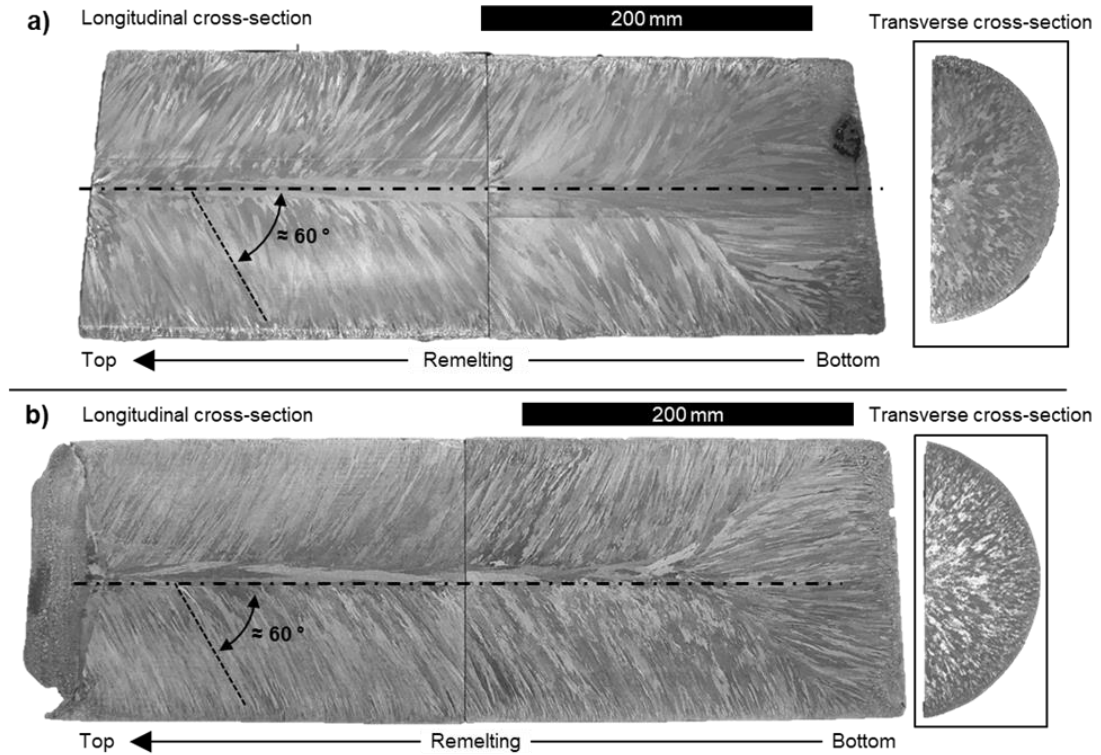 a)
Longitudinal cross-section
200 mm
Transverse cross-section
≈ 60 °
Top
Remelting
Bottom
b)
Longitudinal cross-section
200 mm
Transverse cross-section
≈ 60 °
Top
Remelting
Bottom